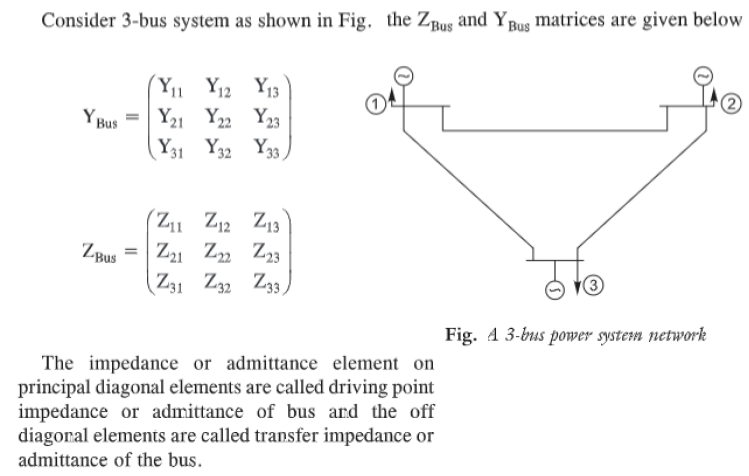 Consider 3-bus system as shown in Fig. the Z_Bus and Y_Bus matrices are given below
Y_Bus = 
Y₁₁ Y₁₂ Y₁₃
Y₂₁ Y₂₂ Y₂₃
Y₃₁ Y₃₂ Y₃₃
Z_Bus = 
Z₁₁ Z₁₂ Z₁₃
Z₂₁ Z₂₂ Z₂₃
Z₃₁ Z₃₂ Z₃₃
1
2
3
Fig. A 3-bus power system network
The impedance or admittance element on
principal diagonal elements are called driving point
impedance or admittance of bus and the off
diagonal elements are called transfer impedance or
admittance of the bus.